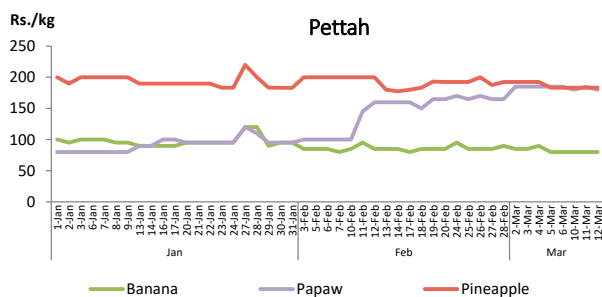 Rs./kg
Pettah
250
200
150
100
50
0
1-Jan
2-Jan
3-Jan
6-Jan
7-Jan
8-Jan
9-Jan
13-Jan
14-Jan
16-Jan
17-Jan
20-Jan
21-Jan
22-Jan
23-Jan
24-Jan
27-Jan
28-Jan
29-Jan
30-Jan
31-Jan
3-Feb
5-Feb
6-Feb
7-Feb
10-Feb
11-Feb
12-Feb
13-Feb
14-Feb
17-Feb
18-Feb
19-Feb
20-Feb
24-Feb
25-Feb
26-Feb
27-Feb
28-Feb
2-Mar
3-Mar
4-Mar
5-Mar
6-Mar
10-Mar
11-Mar
12-Mar
Jan
Feb
Mar
Banana
Papaw
Pineapple